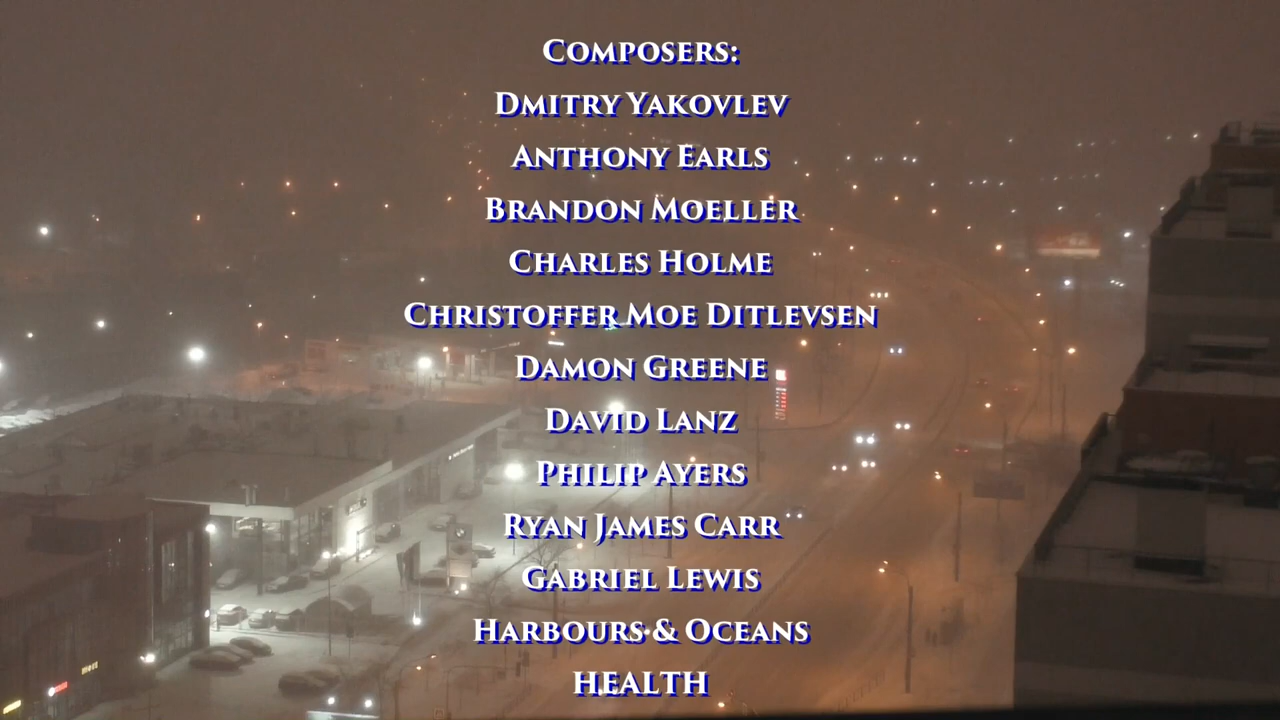 Composers:
Dmitry Yakovlev
Anthony Earls
Brandon Moeller
Charles Holme
Christoffer Moe Ditlevsen
Damon Greene
David Lanz
Philip Ayers
Ryan James Carr
Gabriel Lewis
Harbours & Oceans
HEALTH